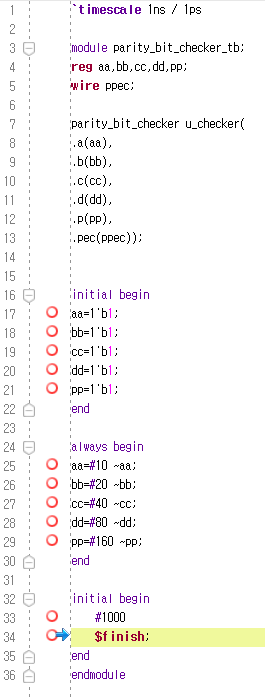 1 `timescale 1ns / 1ps
2
3 module parity_bit_checker_tb;
4 reg aa,bb,cc,dd,pp;
5 wire ppec;
6
7 parity_bit_checker u_checker(
8 .a(aa),
9 .b(bb),
10 .c(cc),
11 .d(dd),
12 .p(pp),
13 .pec(ppec));
14
15
16 initial begin
17 aa=1'b1;
18 bb=1'b1;
19 cc=1'b1;
20 dd=1'b1;
21 pp=1'b1;
22 end
23
24 always begin
25 aa=#10 ~aa;
26 bb=#20 ~bb;
27 cc=#40 ~cc;
28 dd=#80 ~dd;
29 pp=#160 ~pp;
30 end
31
32 initial begin
33 #1000
34 $finish;
35 end
36 endmodule